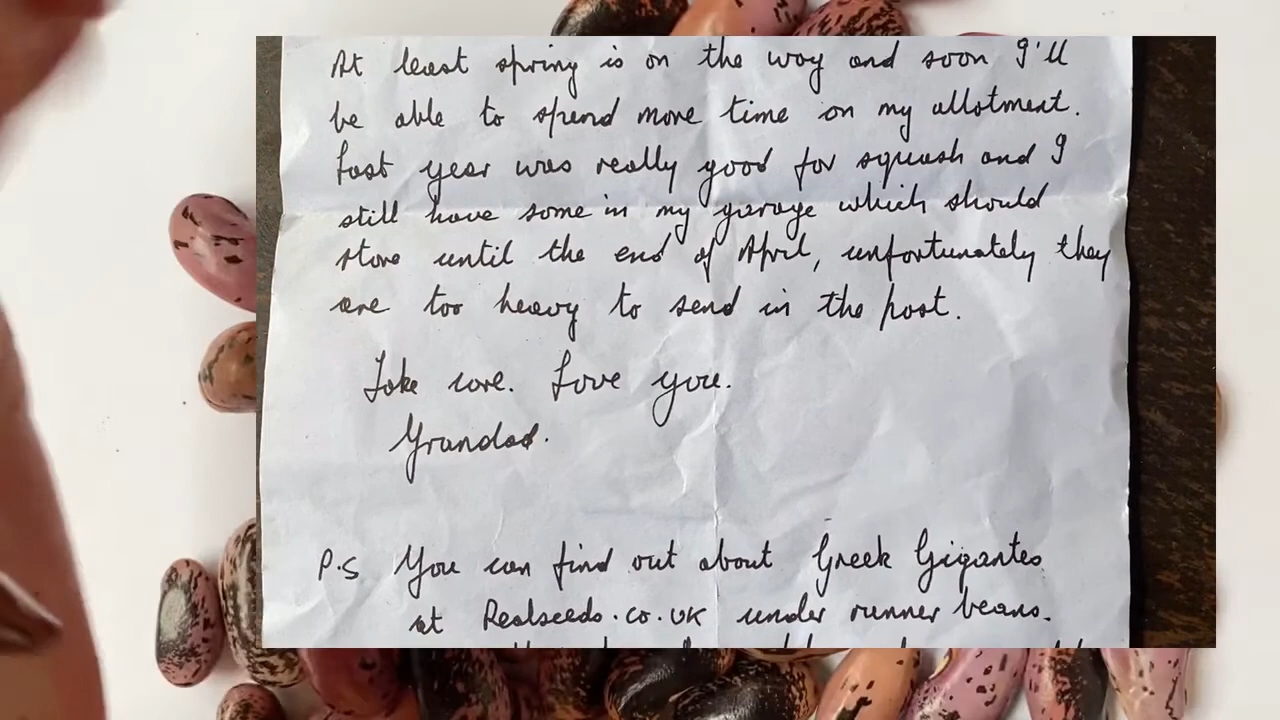 At least spring is on the way and soon I'll
be able to spend more time on my allotment.
Last year was really good for squash and I
still have some in my garage which should
store until the end of April, unfortunately they
are too heavy to send in the post.
Take care. Love you.
Grandad.
P.S You can find out about Greek Gigantes
at Realseeds.co.uk under runner beans.